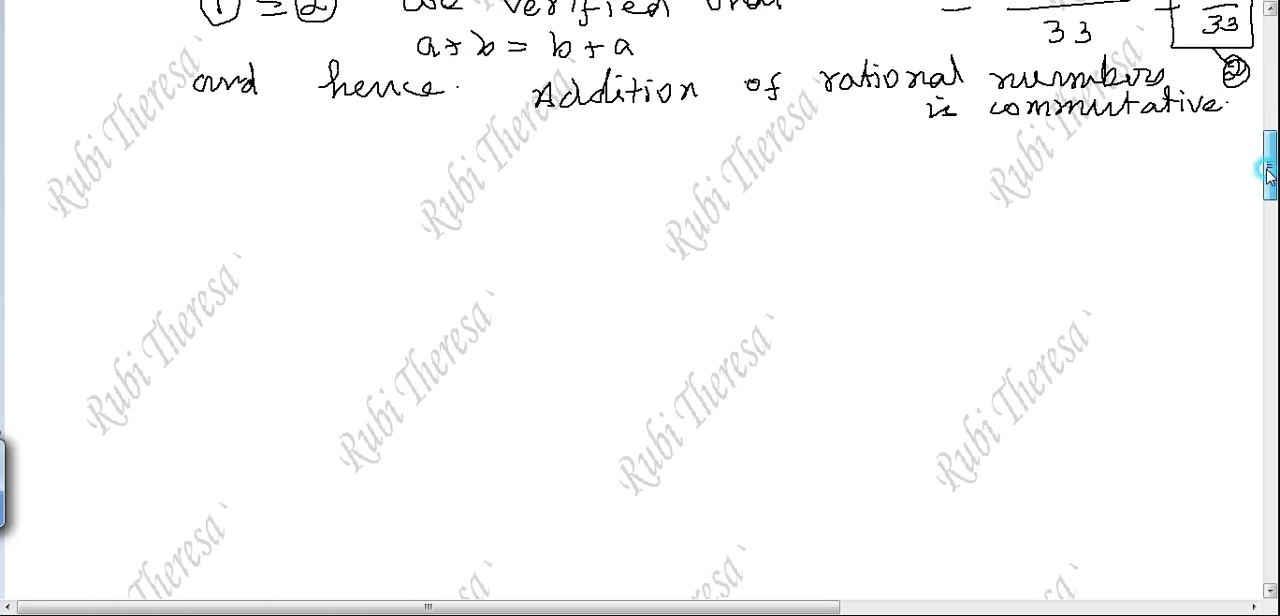 ① = ② we verified that
= 33 33
a + b = b + a ②
and hence. Addition of rational numbers
is commutative.
Rubi Theresa
Rubi Theresa
Rubi Theresa
Rubi Theresa
Rubi Theresa
Rubi Theresa
Rubi Theresa
Rubi Theresa
Theresa